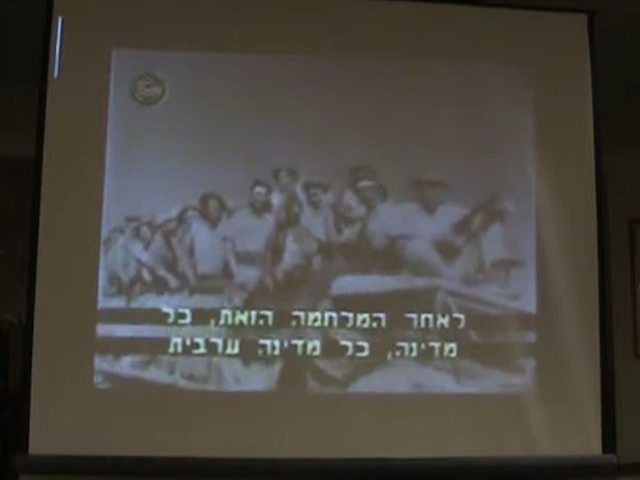 לאחר המלחמה הזאת, כל
מדינה, כל מדינה ערבית